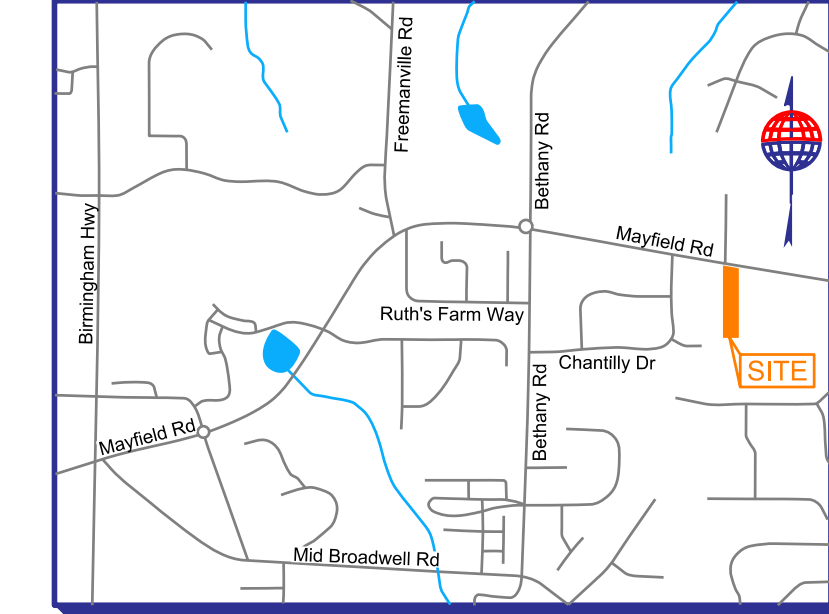 Freemanville Rd
Bethany Rd
Birmingham Hwy
Mayfield Rd
Ruth's Farm Way
Chantilly Dr
SITE
Bethany Rd
Mayfield Rd
Mid Broadwell Rd